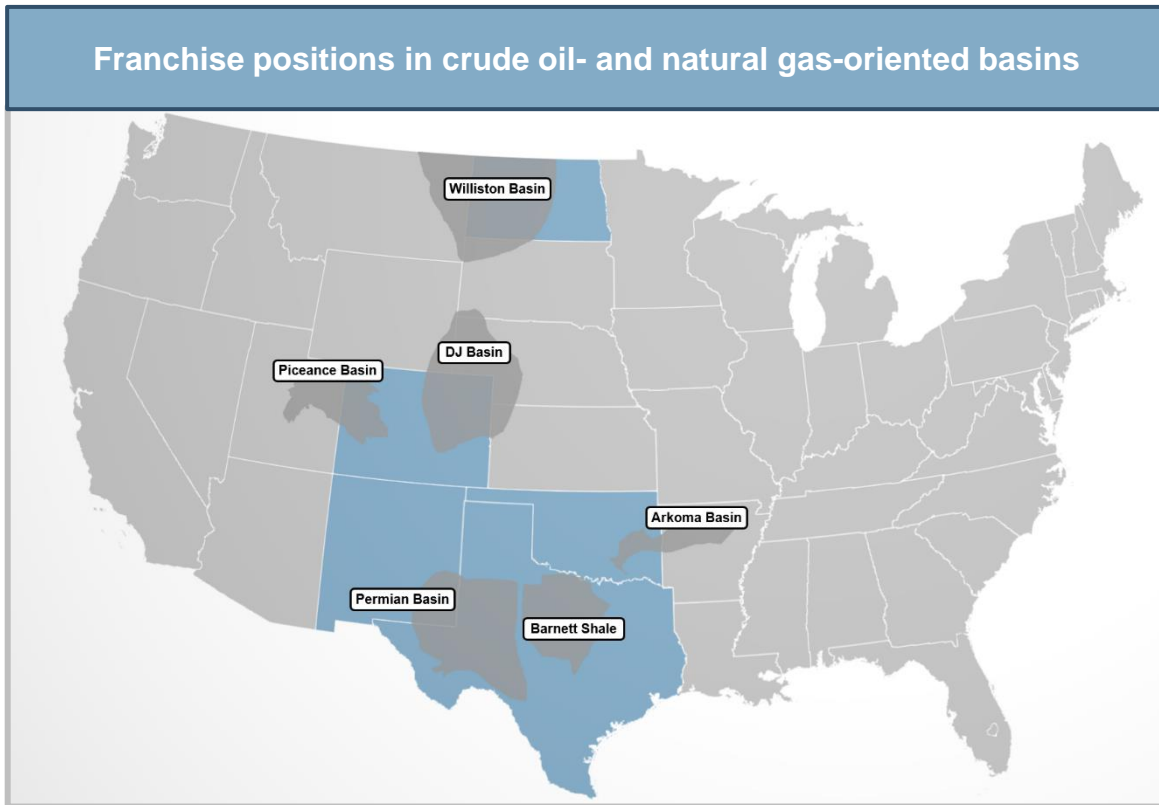 Franchise positions in crude oil- and natural gas-oriented basins
Williston Basin
DJ Basin
Piceance Basin
Arkoma Basin
Permian Basin
Barnett Shale